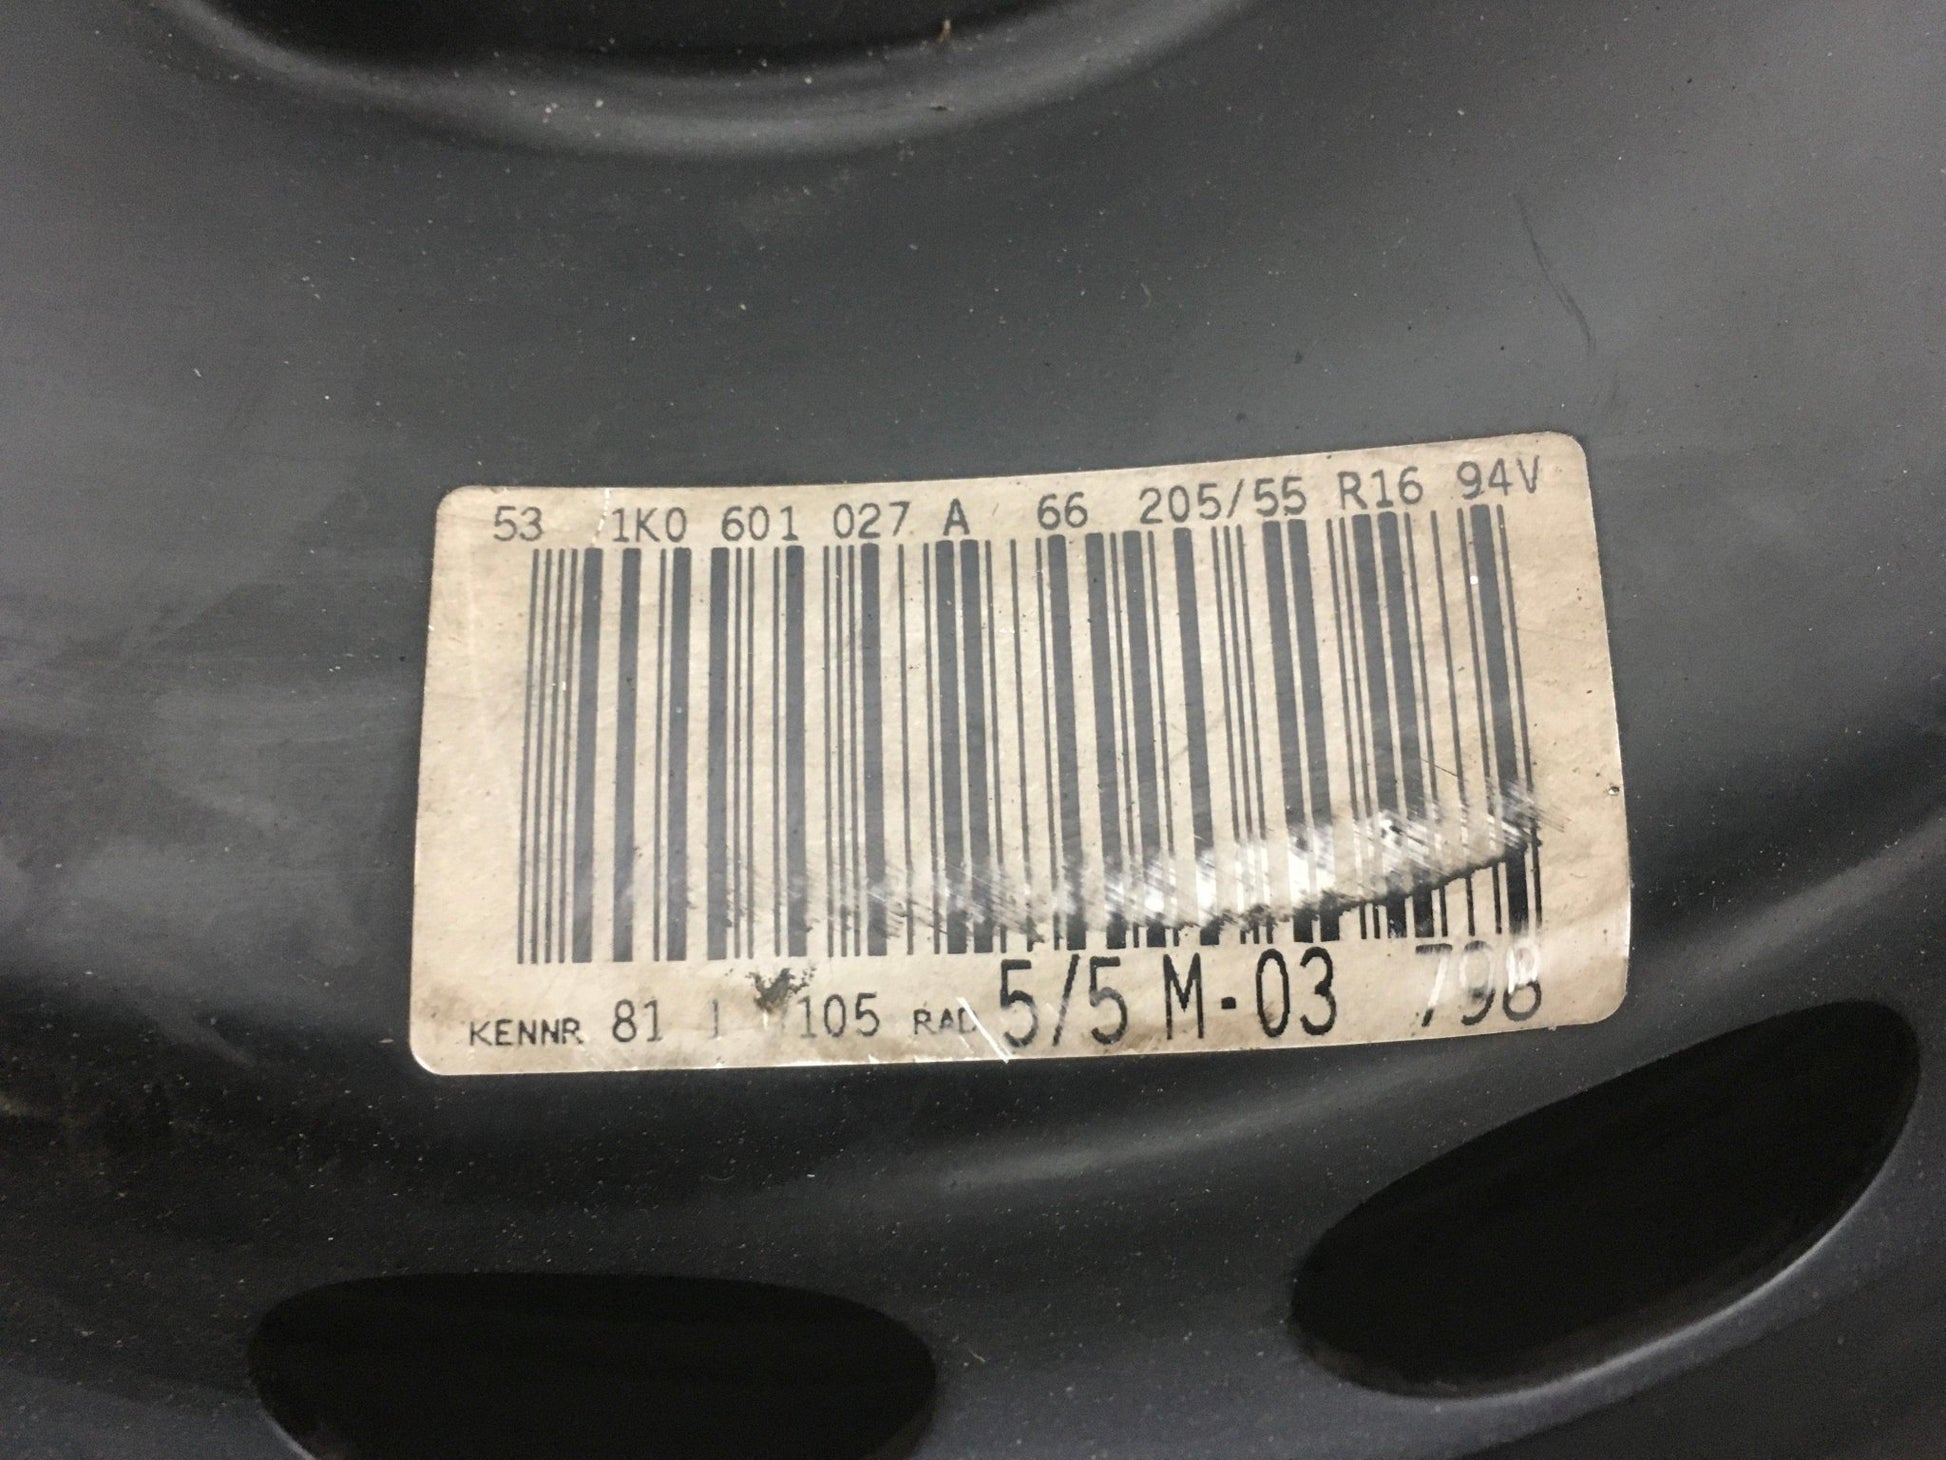 53 1K0 601 027 A 66 205/55 R16 94V
KENNR 81 105 RAD 5/5 M-03 798